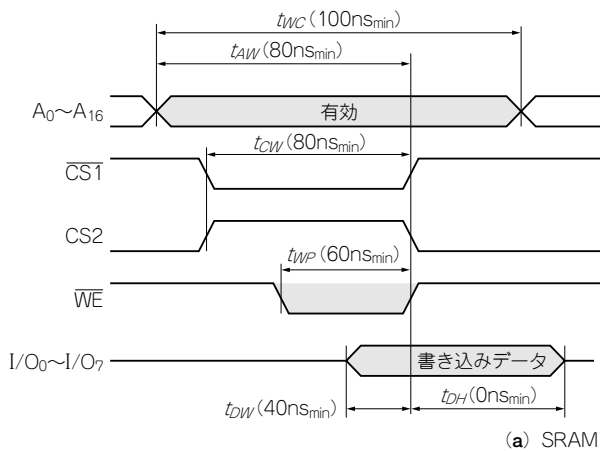 tWC(100nsmin)
tAW(80nsmin)
A0～A16
有効
tCW(80nsmin)
CS1
CS2
tWP(60nsmin)
WE
I/O0～I/O7
書き込みデータ
tDW(40nsmin)
tDH(0nsmin)
(a) SRAM